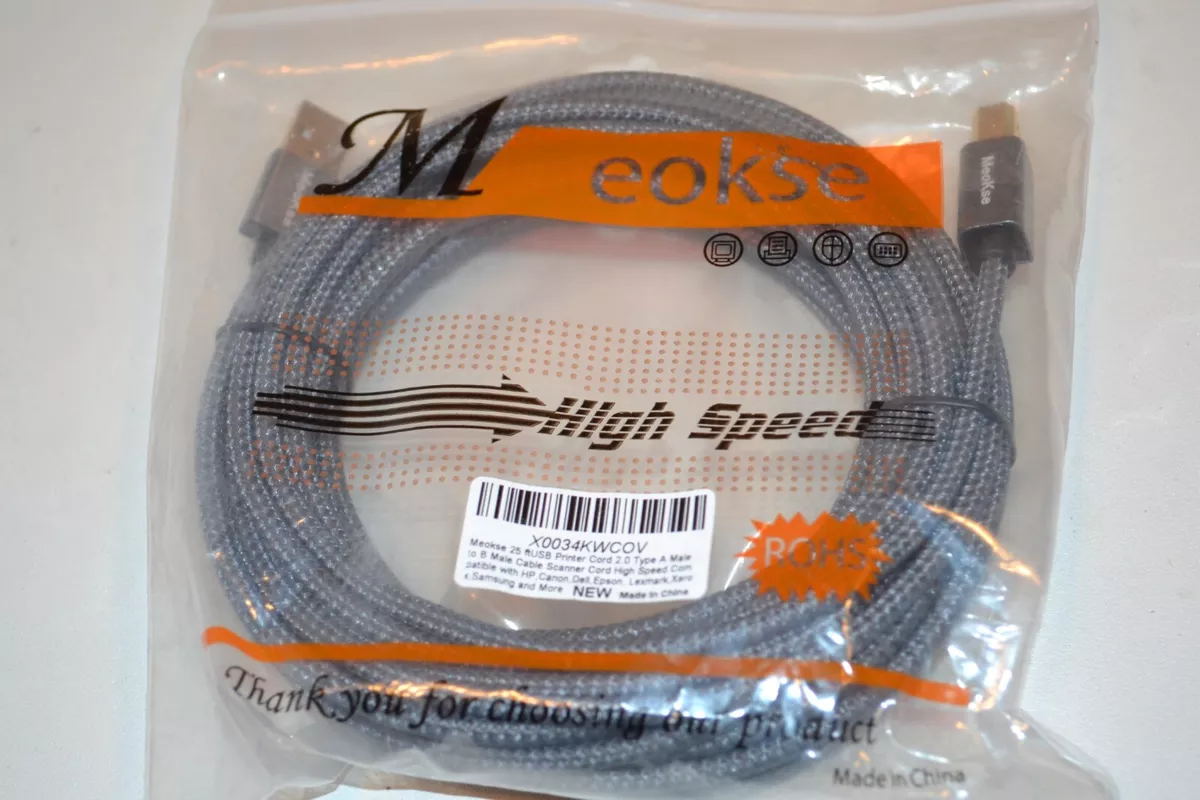 Meokse
MeoKse
High Speed
X0034KWCOV
Meokse 25 ftUSB Printer Cord 2.0 Type A Male
to B Male Cable Scanner Cord High Speed Com
patible with HP,Canon,Dell,Epson, Lexmark,Xero
x,Samsung and More NEW Made In China
ROHS
Thank you for choosing our product
Made in China